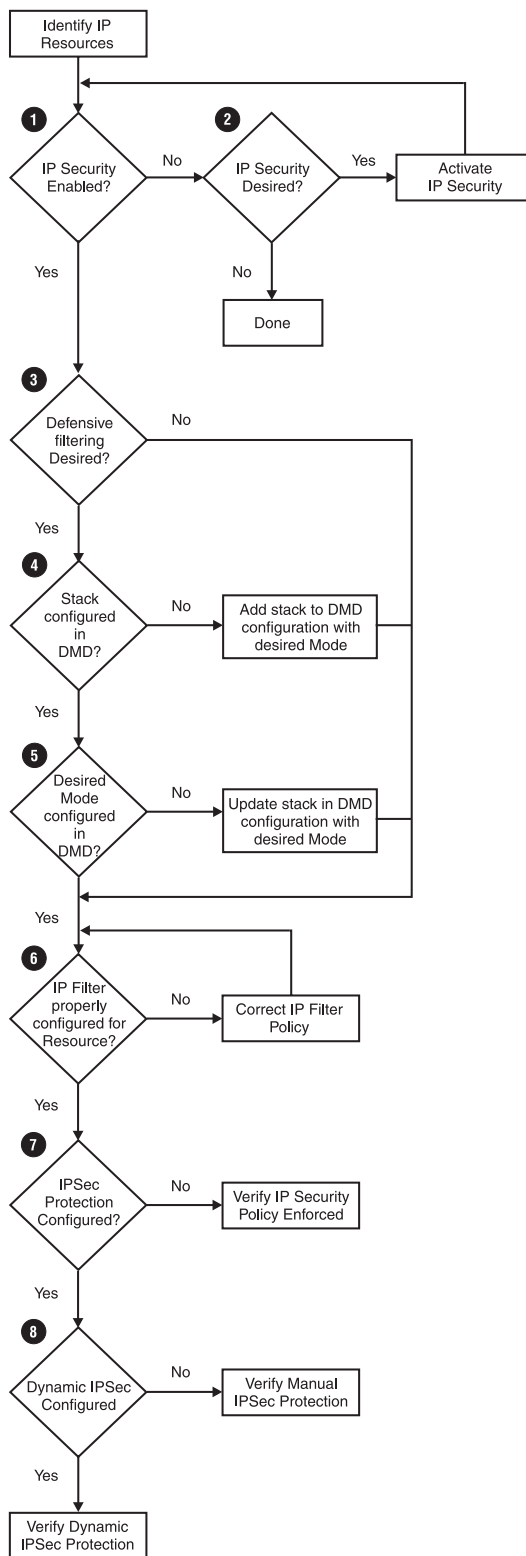 Identify IP
Resources
1
IP Security
Enabled?
No
2
IP Security
Desired?
Yes
Activate
IP Security
Yes
No
Done
3
Defensive
filtering
Desired?
No
Yes
4
Stack
configured
in
DMD?
No
Add stack to DMD
configuration with
desired Mode
Yes
5
Desired
Mode
configured
in
DMD?
No
Update stack in DMD
configuration with
desired Mode
Yes
6
IP Filter
properly
configured for
Resource?
No
Correct IP Filter
Policy
Yes
7
IPSec
Protection
Configured?
No
Verify IP Security
Policy Enforced
Yes
8
Dynamic IPSec
Configured
No
Verify Manual
IPSec Protection
Yes
Verify Dynamic
IPSec Protection